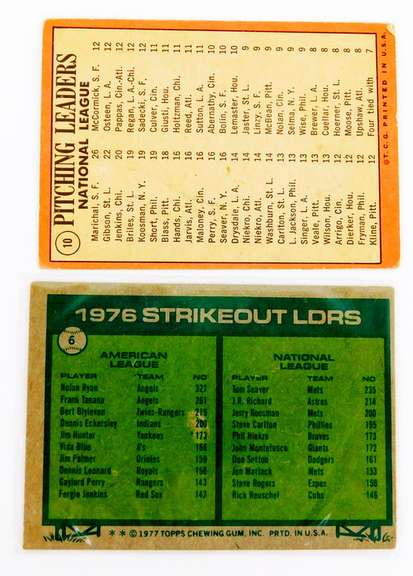 10
PITCHING LEADERS
NATIONAL LEAGUE
Marichal, S. F. 26
Gibson, St. L. 22
Jenkins, Chi. 20
Briles, St. L. 19
Koosman, N. Y. 19
Short, Phil. 19
Blass, Pitt. 18
Hands, Chi. 16
Jarvis, Atl. 16
Maloney, Cin. 16
Perry, S. F. 16
Seaver, N. Y. 16
Drysdale, L. A. 14
Niekro, Chi. 14
Niekro, Atl. 14
Washburn, St. L. 14
Carlton, St. L. 13
L. Jackson, Phil. 13
Singer, L. A. 13
Veale, Pitt. 13
Wilson, Hou. 13
Arrigo, Cin. 12
Dierker, Hou. 12
Fryman, Phil. 12
Kline, Pitt. 12
McCormick, S. F. 12
Osteen, L. A. 12
Pappas, Cin.-Atl. 12
Regan, L. A.-Chi. 12
Sadecki, S. F. 12
Culver, Cin. 11
Giusti, Hou. 11
Holtzman, Chi. 11
Reed, Atl. 11
Sutton, L. A. 11
Abernathy, Cin. 10
Bolin, S. F. 10
Lemaster, Hou. 10
Jaster, St. L. 9
Linzy, S. F. 9
McBean, Pitt. 9
Nolan, Cin. 9
Selma, N. Y. 9
Wise, Phil. 9
Brewer, L. A. 8
Cuellar, Hou. 8
Hoerner, St. L. 8
Moose, Pitt. 8
Upshaw, Atl. 8
Four tied with 7
© T.C.G. PRINTED IN U.S.A.
1976 STRIKEOUT LDRS
6
AMERICAN
LEAGUE
PLAYER TEAM NO
Nolan Ryan Angels 327
Frank Tanana Angels 261
Bert Blyleven Twins-Rangers 219
Dennis Eckersley Indians 200
Jim Hunter Yankees 173
Vida Blue A's 166
Jim Palmer Orioles 159
Dennis Leonard Royals 150
Gaylord Perry Rangers 143
Fergie Jenkins Red Sox 142
NATIONAL
LEAGUE
PLAYER TEAM NO
Tom Seaver Mets 235
J.R. Richard Astros 214
Jerry Koosman Mets 200
Steve Carlton Phillies 195
Phil Niekro Braves 173
John Montefusco Giants 172
Don Sutton Dodgers 161
Jon Matlack Mets 153
Steve Rogers Expos 150
Rick Reuschel Cubs 146
** © 1977 TOPPS CHEWING GUM, INC. PRTD. IN U.S.A.